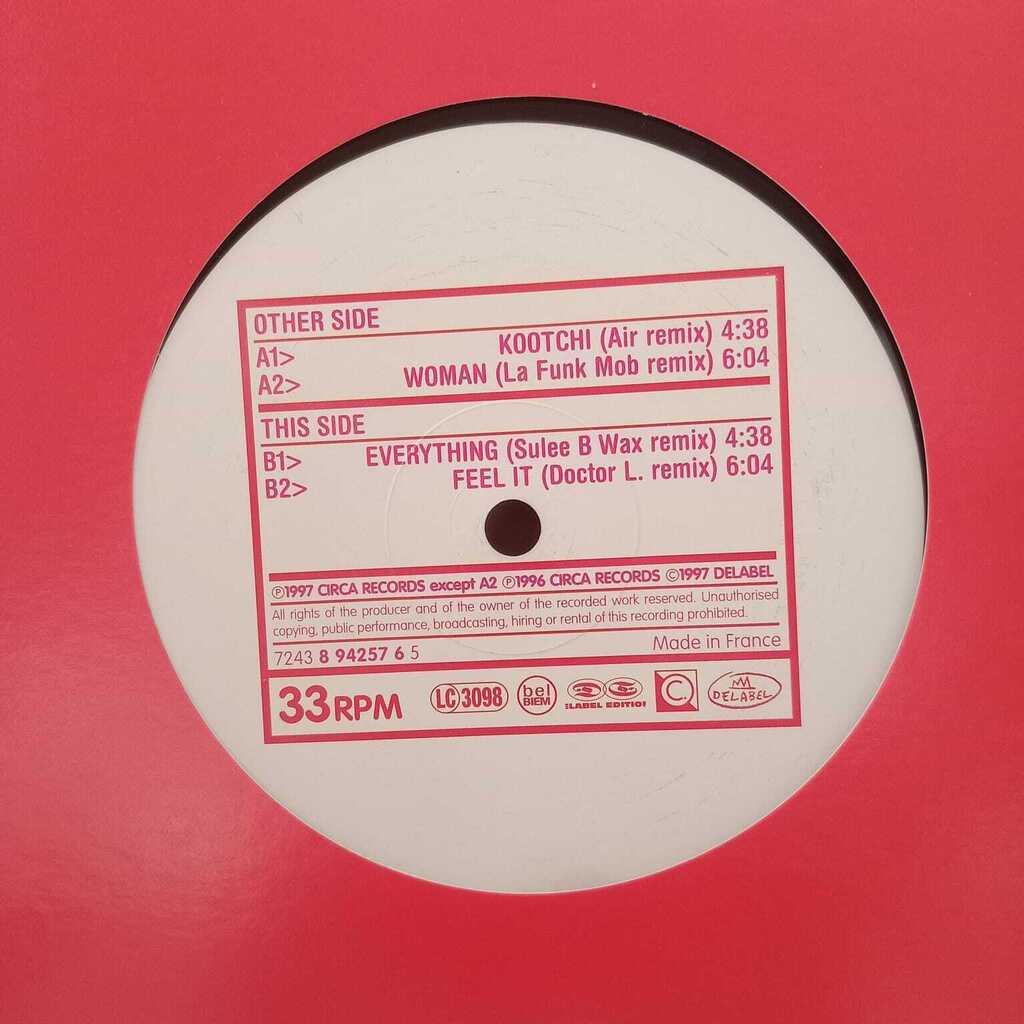 OTHER SIDE
A1> KOOTCHI (Air remix) 4:38
A2> WOMAN (La Funk Mob remix) 6:04
THIS SIDE
B1> EVERYTHING (Sulee B Wax remix) 4:38
B2> FEEL IT (Doctor L. remix) 6:04
℗1997 CIRCA RECORDS except A2 ℗1996 CIRCA RECORDS ©1997 DELABEL
All rights of the producer and of the owner of the recorded work reserved. Unauthorised
copying, public performance, broadcasting, hiring or rental of this recording prohibited.
7243 8 94257 6 5 Made in France
33RPM LC 3098 bel BIEM :LABEL EDITIO! C DELABEL